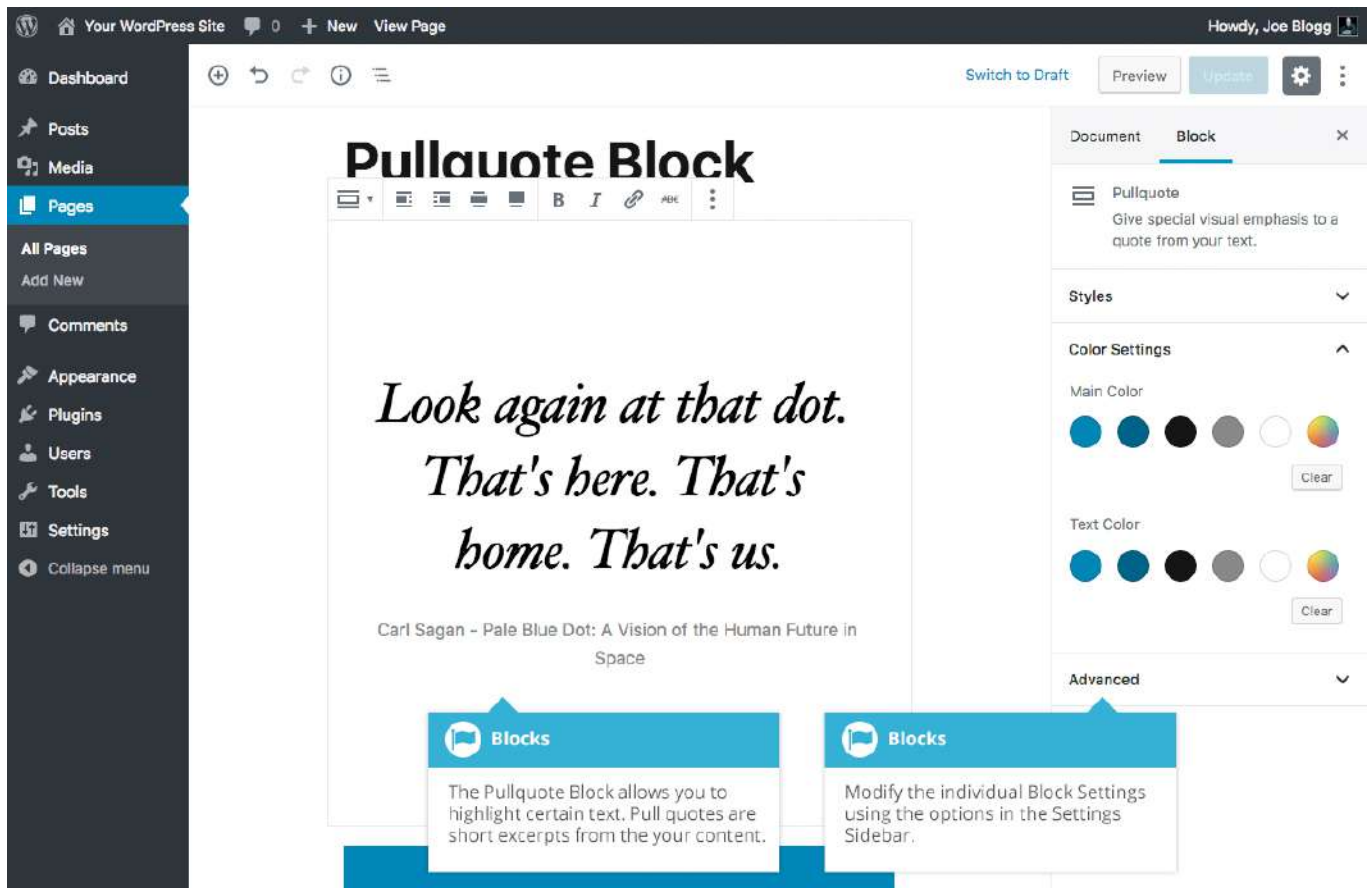 Your WordPress Site 0 New View Page Howdy, Joe Blogg
Dashboard
Posts
Media
Pages
All Pages
Add New
Comments
Appearance
Plugins
Users
Tools
Settings
Collapse menu
Switch to Draft Preview Update
Pullquote Block
B I ABC
Look again at that dot.
That's here. That's
home. That's us.
Carl Sagan – Pale Blue Dot: A Vision of the Human Future in
Space
Document Block
Pullquote
Give special visual emphasis to a
quote from your text.
Styles
Color Settings
Main Color
Clear
Text Color
Clear
Advanced
Blocks
The Pullquote Block allows you to
highlight certain text. Pull quotes are
short excerpts from the your content.
Blocks
Modify the individual Block Settings
using the options in the Settings
Sidebar.